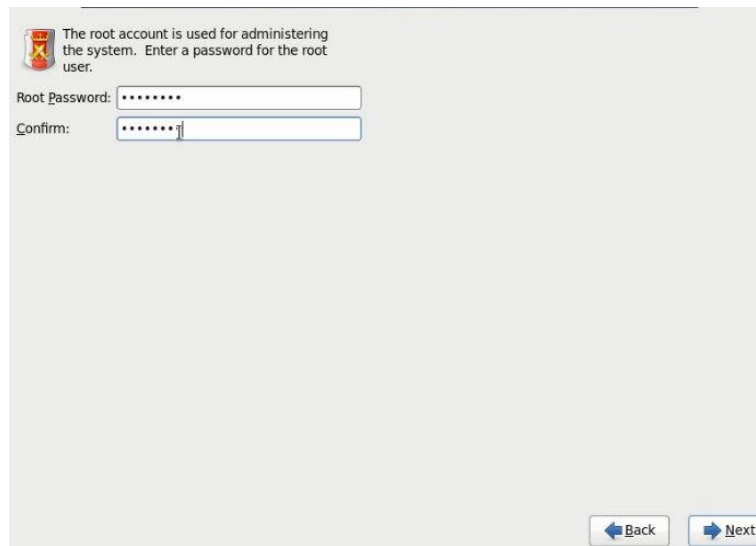 The root account is used for administering
the system.  Enter a password for the root
user.
Root Password: ••••••••
Confirm: ••••••••
Back
Next